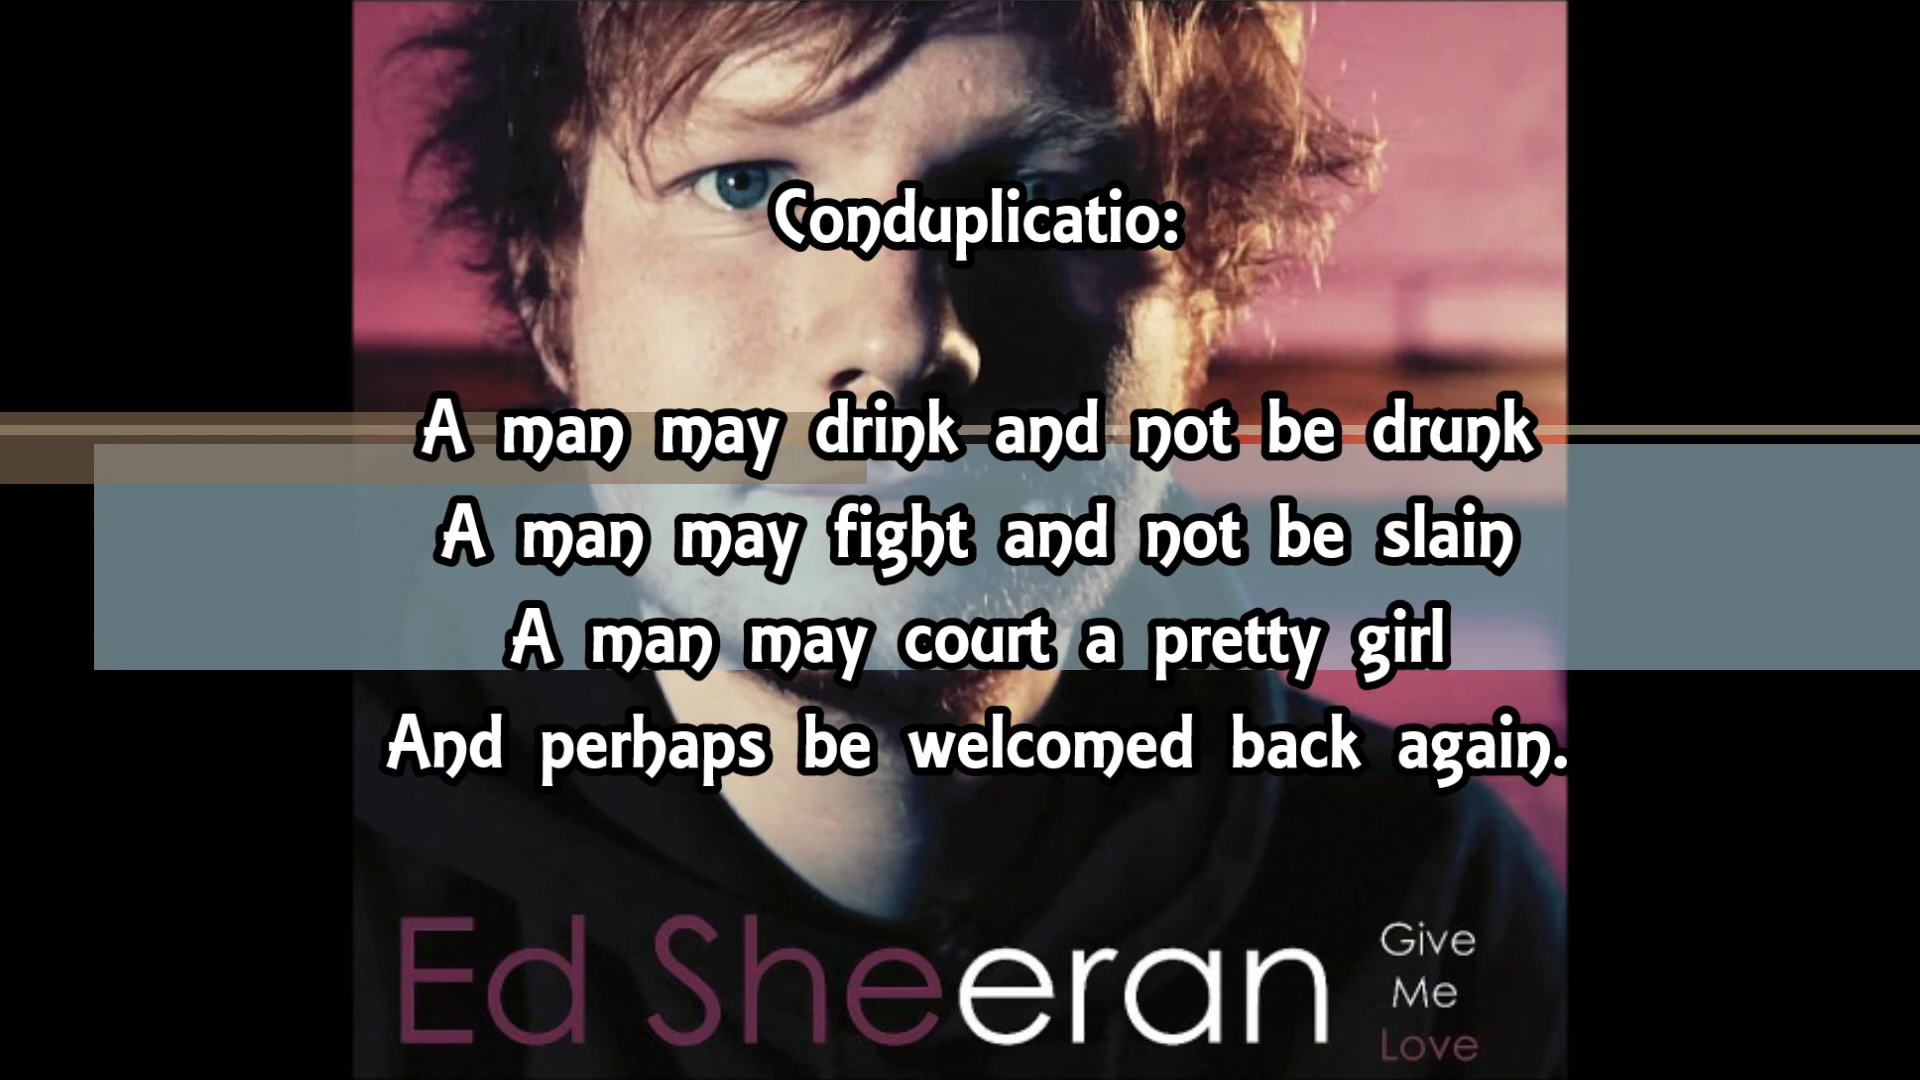 Conduplicatio:
A man may drink and not be drunk
A man may fight and not be slain
A man may court a pretty girl
And perhaps be welcomed back again.
Ed Sheeran
Give
Me
Love